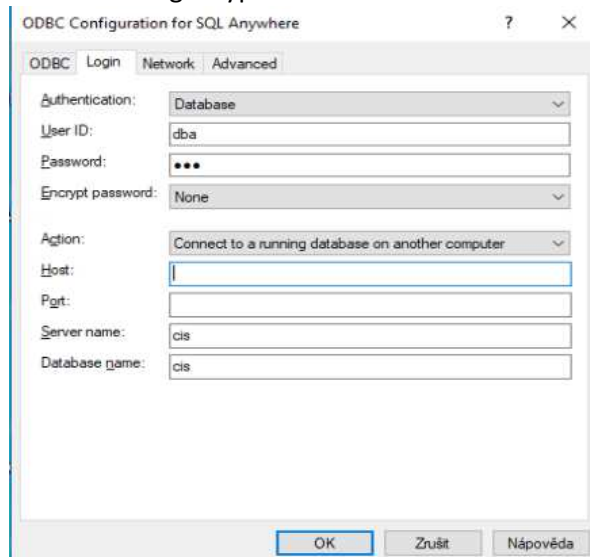 ODBC Configuration for SQL Anywhere ? ×
ODBC Login Network Advanced
Authentication: Database
User ID: dba
Password: •••
Encrypt password: None
Action: Connect to a running database on another computer
Host:
Port:
Server name: cis
Database name: cis
OK Zrušit Nápověda